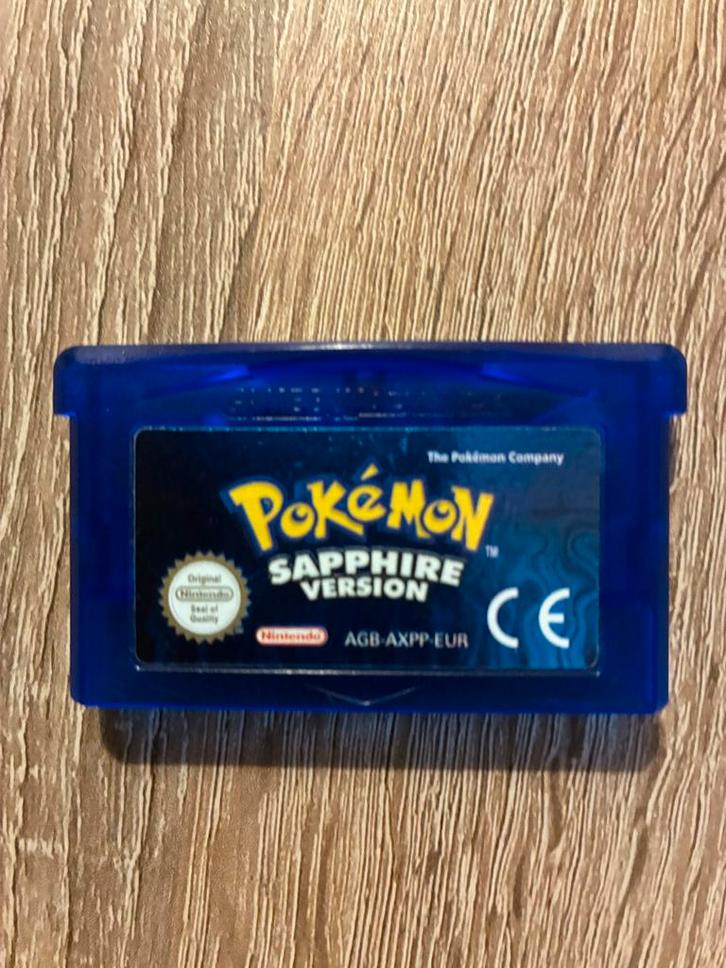 The Pokémon Company
POKéMON
TM
SAPPHIRE
VERSION
Original
Nintendo
Seal of
Quality
Nintendo
AGB-AXPP-EUR
CE